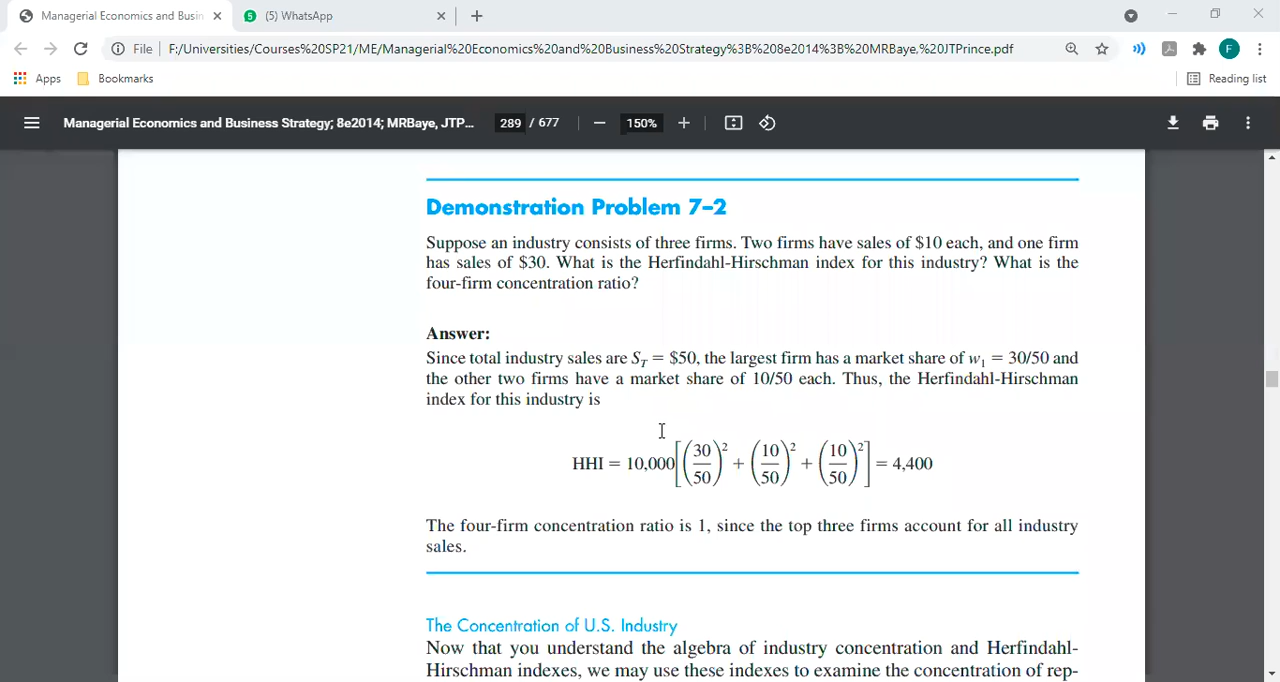 Managerial Economics and Busin
5 (5) WhatsApp
File F:/Universities/Courses%20SP21/ME/Managerial%20Economics%20and%20Business%20Strategy%3B%208e2014%3B%20MRBaye,%20JTPrince.pdf
F
Apps Bookmarks Reading list
Managerial Economics and Business Strategy; 8e2014; MRBaye, JTP... 289 / 677 150%
Demonstration Problem 7–2
Suppose an industry consists of three firms. Two firms have sales of $10 each, and one firm
has sales of $30. What is the Herfindahl-Hirschman index for this industry? What is the
four-firm concentration ratio?
Answer:
Since total industry sales are S_T = $50, the largest firm has a market share of w_1 = 30/50 and
the other two firms have a market share of 10/50 each. Thus, the Herfindahl-Hirschman
index for this industry is
HHI = 10,000[(30/50)² + (10/50)² + (10/50)²] = 4,400
The four-firm concentration ratio is 1, since the top three firms account for all industry
sales.
The Concentration of U.S. Industry
Now that you understand the algebra of industry concentration and Herfindahl-
Hirschman indexes, we may use these indexes to examine the concentration of rep-